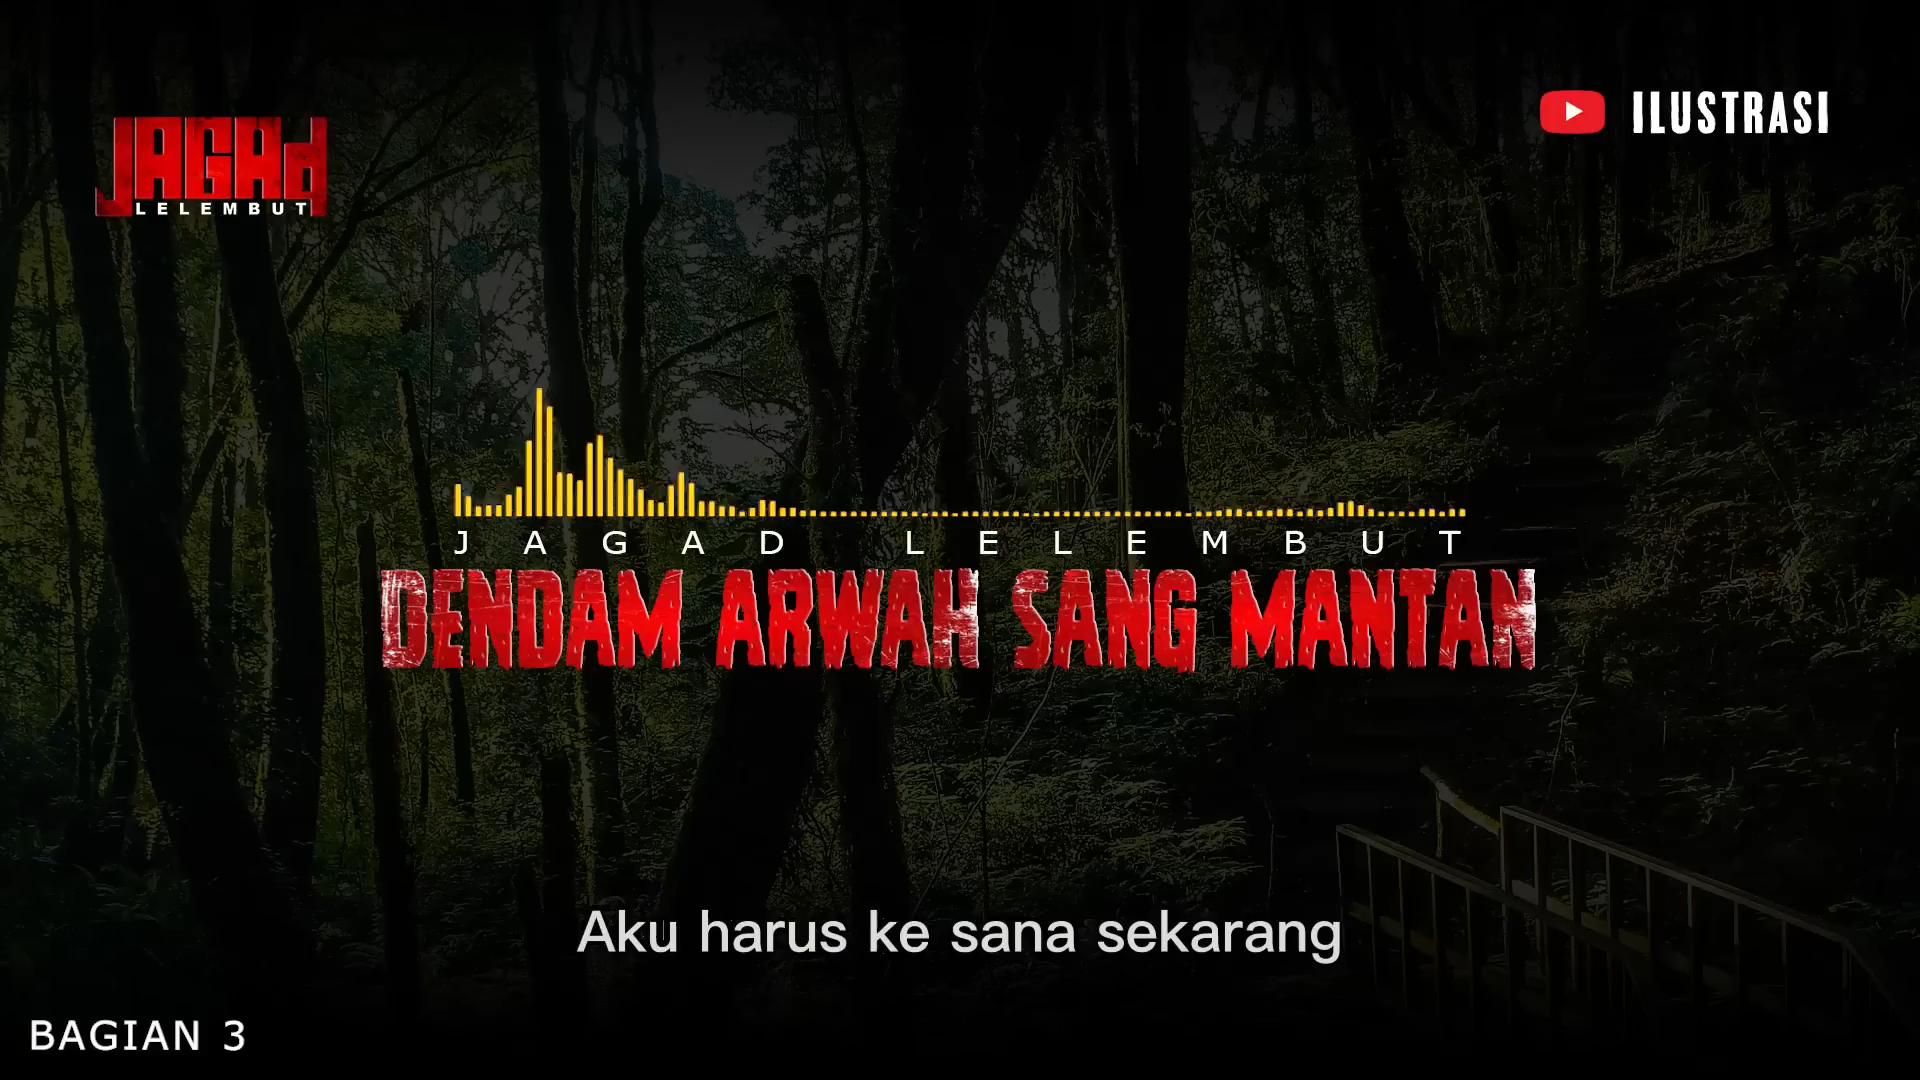 JAGAd
LELEMBUT
ILUSTRASI
JAGAD LELEMBUT
DENDAM ARWAH SANG MANTAN
Aku harus ke sana sekarang
BAGIAN 3